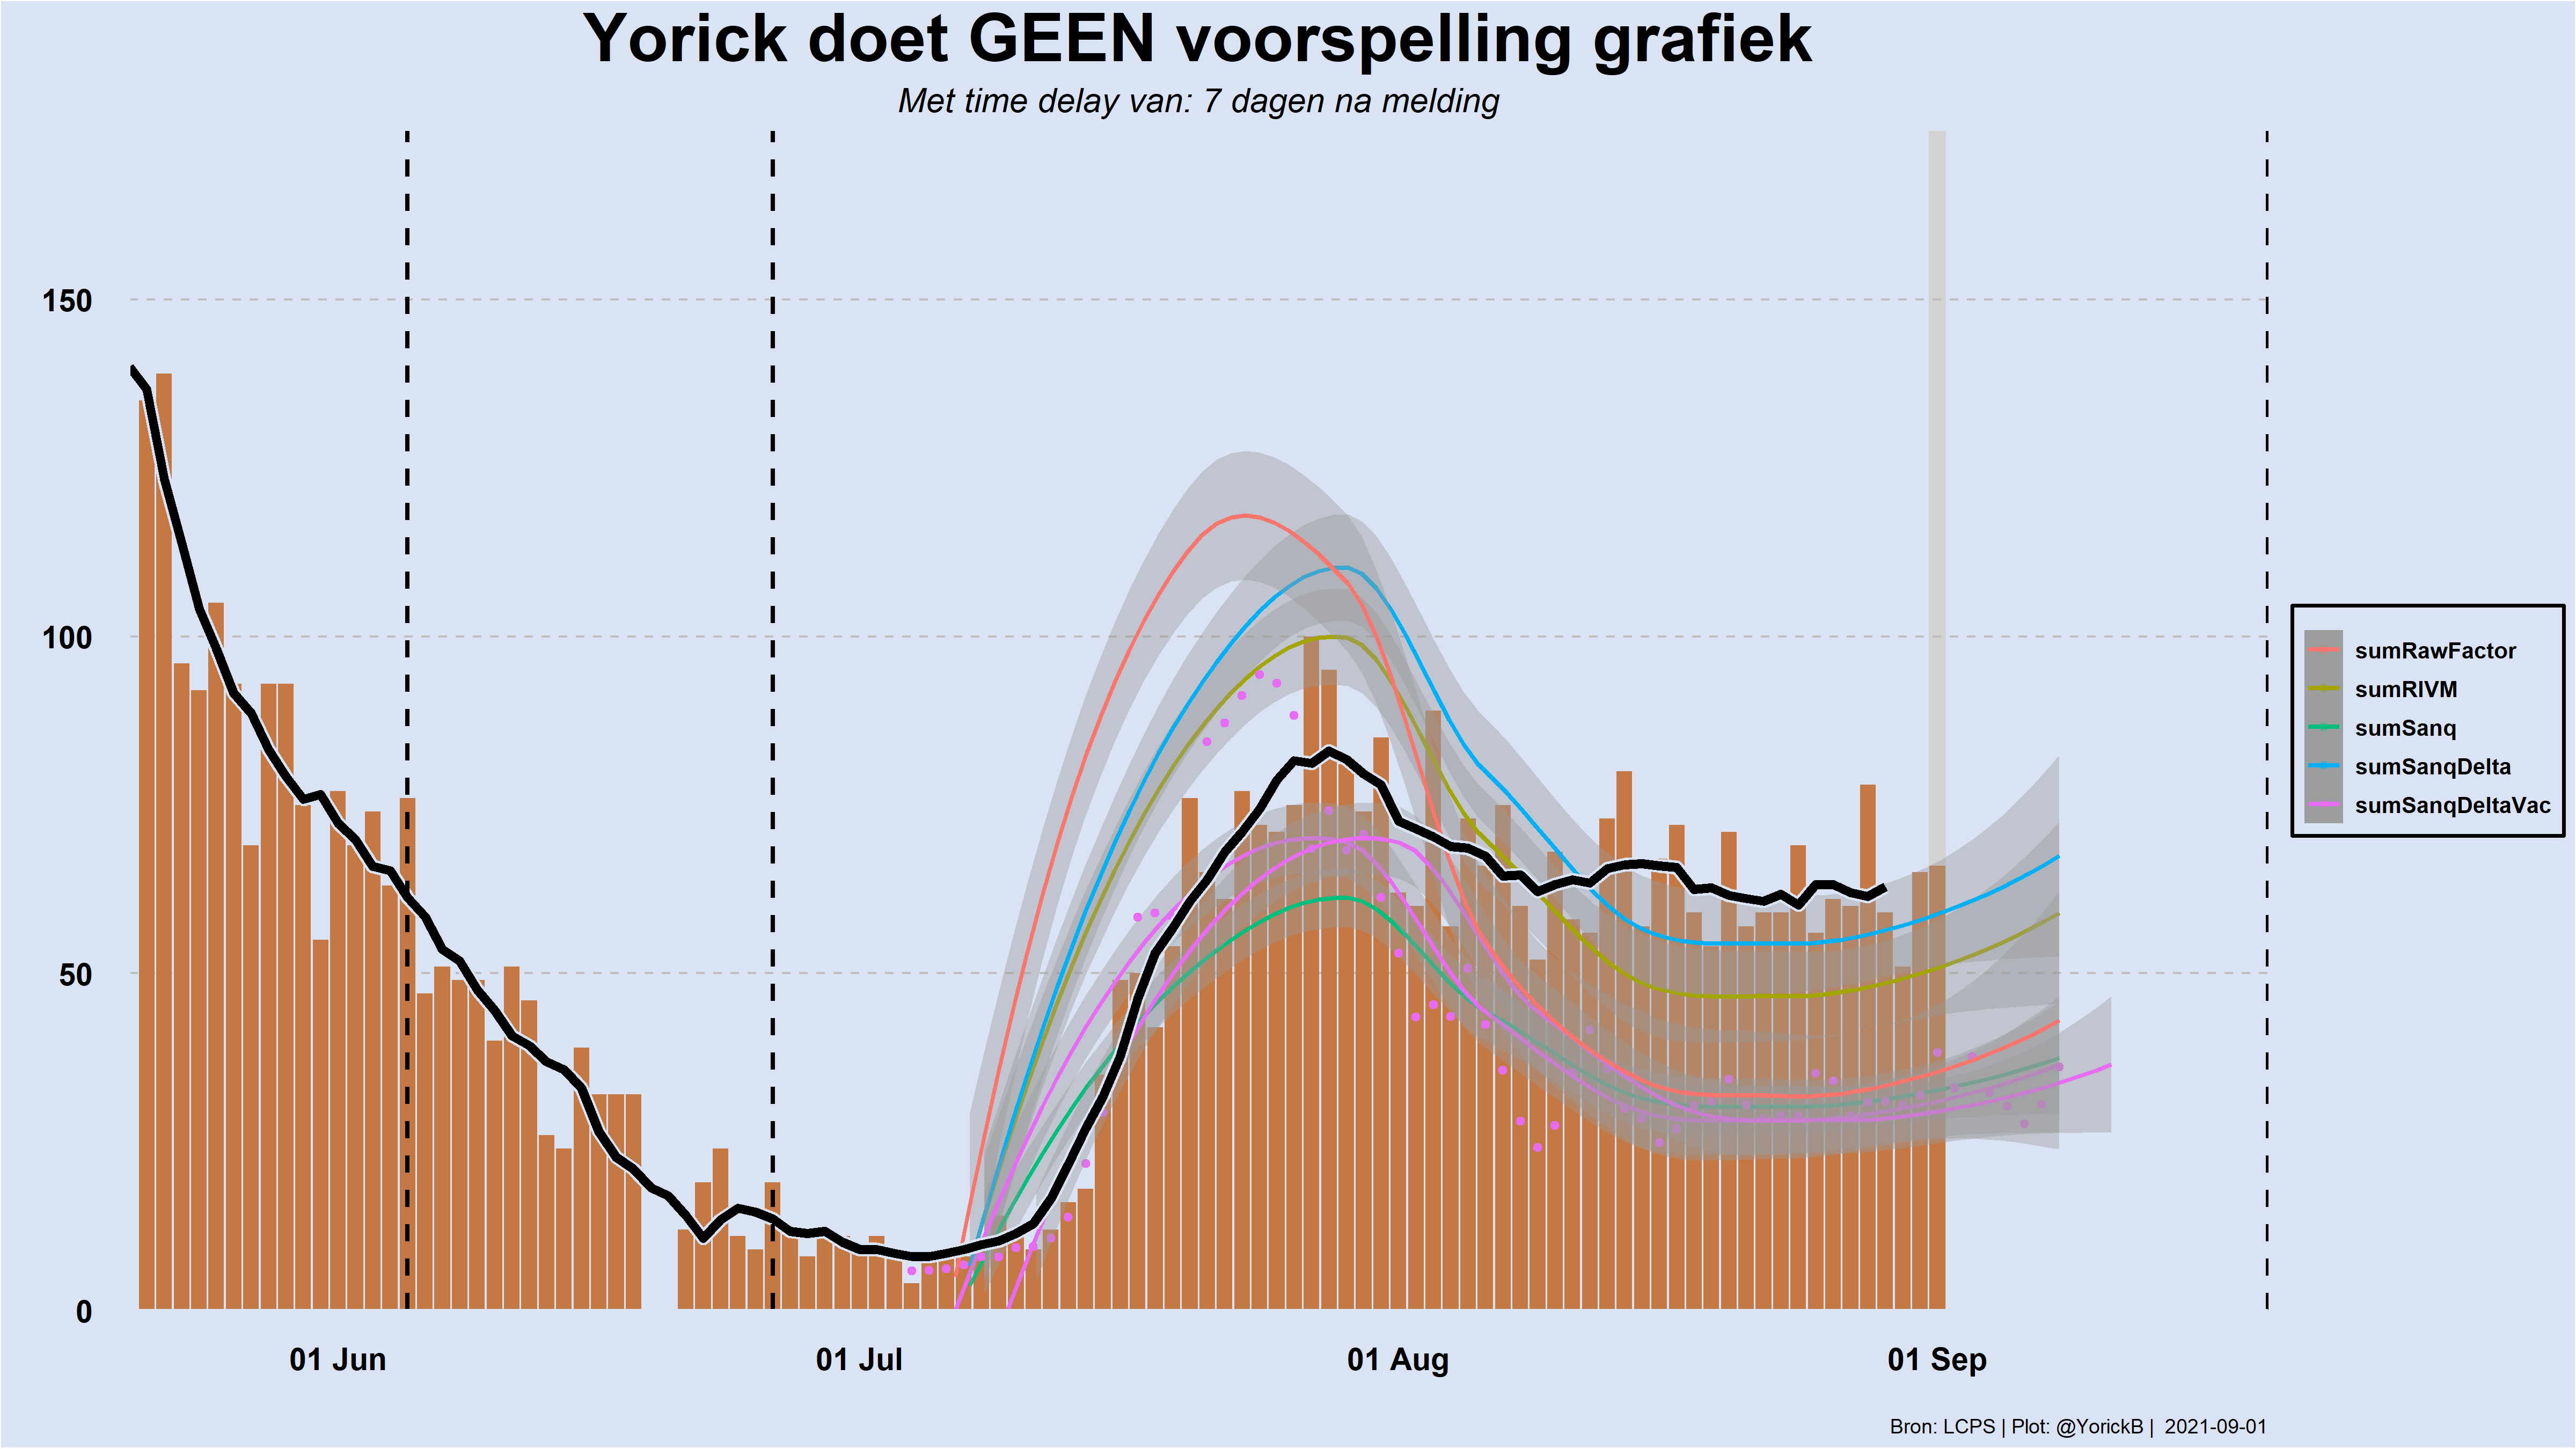 Yorick doet GEEN voorspelling grafiek
Met time delay van: 7 dagen na melding
150
100
50
0
01 Jun
01 Jul
01 Aug
01 Sep
sumRawFactor
sumRIVM
sumSanq
sumSanqDelta
sumSanqDeltaVac
Bron: LCPS | Plot: @YorickB | 2021-09-01